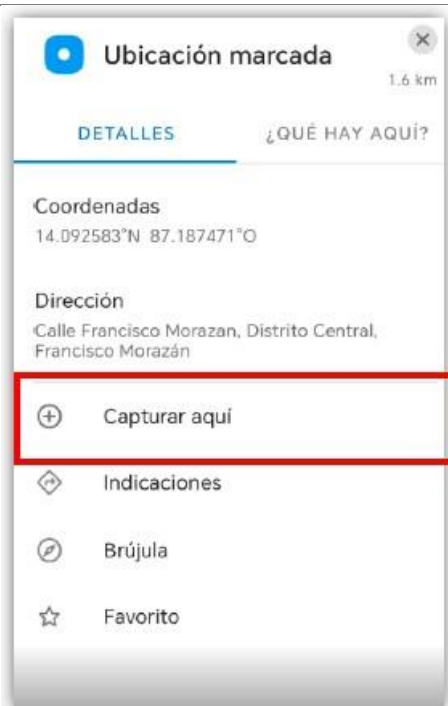 Ubicación marcada
1.6 km
DETALLES
¿QUÉ HAY AQUÍ?
Coordenadas
14.092583°N 87.187471°O
Dirección
Calle Francisco Morazan, Distrito Central,
Francisco Morazán
Capturar aquí
Indicaciones
Brújula
Favorito